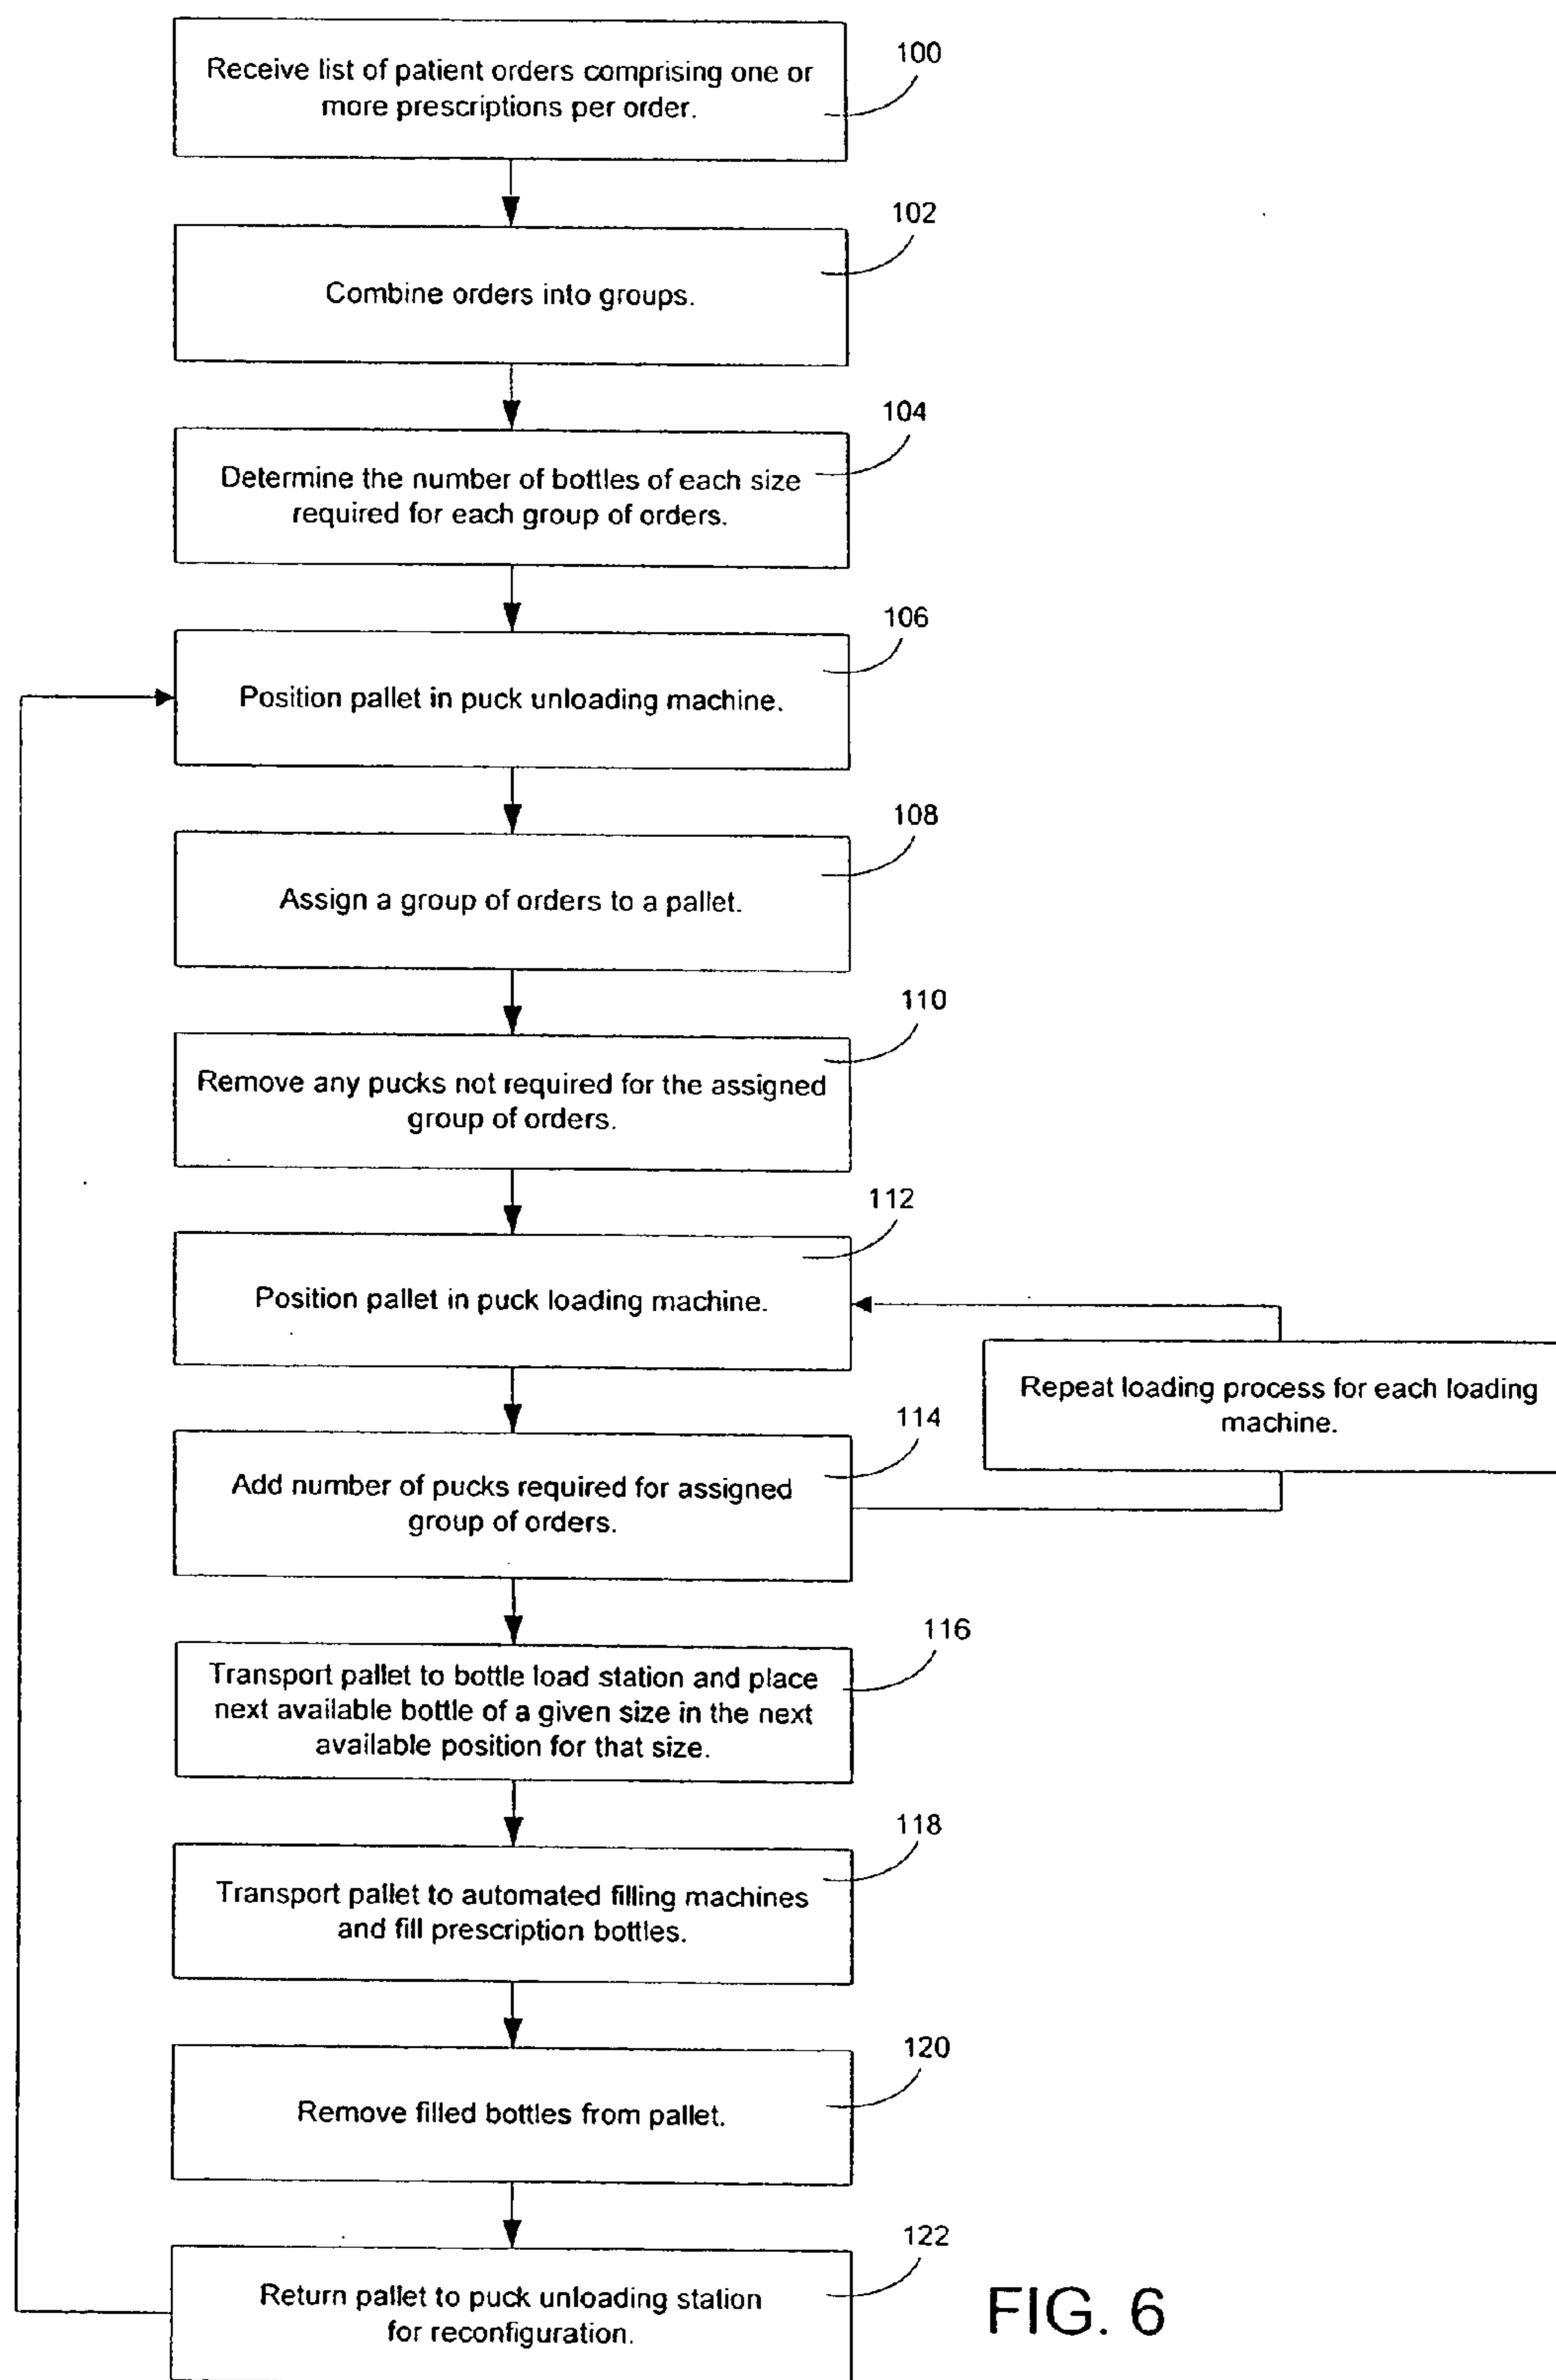 Receive list of patient orders comprising one or
more prescriptions per order.
100
Combine orders into groups.
102
Determine the number of bottles of each size
required for each group of orders.
104
Position pallet in puck unloading machine.
106
Assign a group of orders to a pallet.
108
Remove any pucks not required for the assigned
group of orders.
110
Position pallet in puck loading machine.
112
Repeat loading process for each loading
machine.
Add number of pucks required for assigned
group of orders.
114
Transport pallet to bottle load station and place
next available bottle of a given size in the next
available position for that size.
116
Transport pallet to automated filling machines
and fill prescription bottles.
118
Remove filled bottles from pallet.
120
Return pallet to puck unloading station
for reconfiguration.
122
FIG. 6